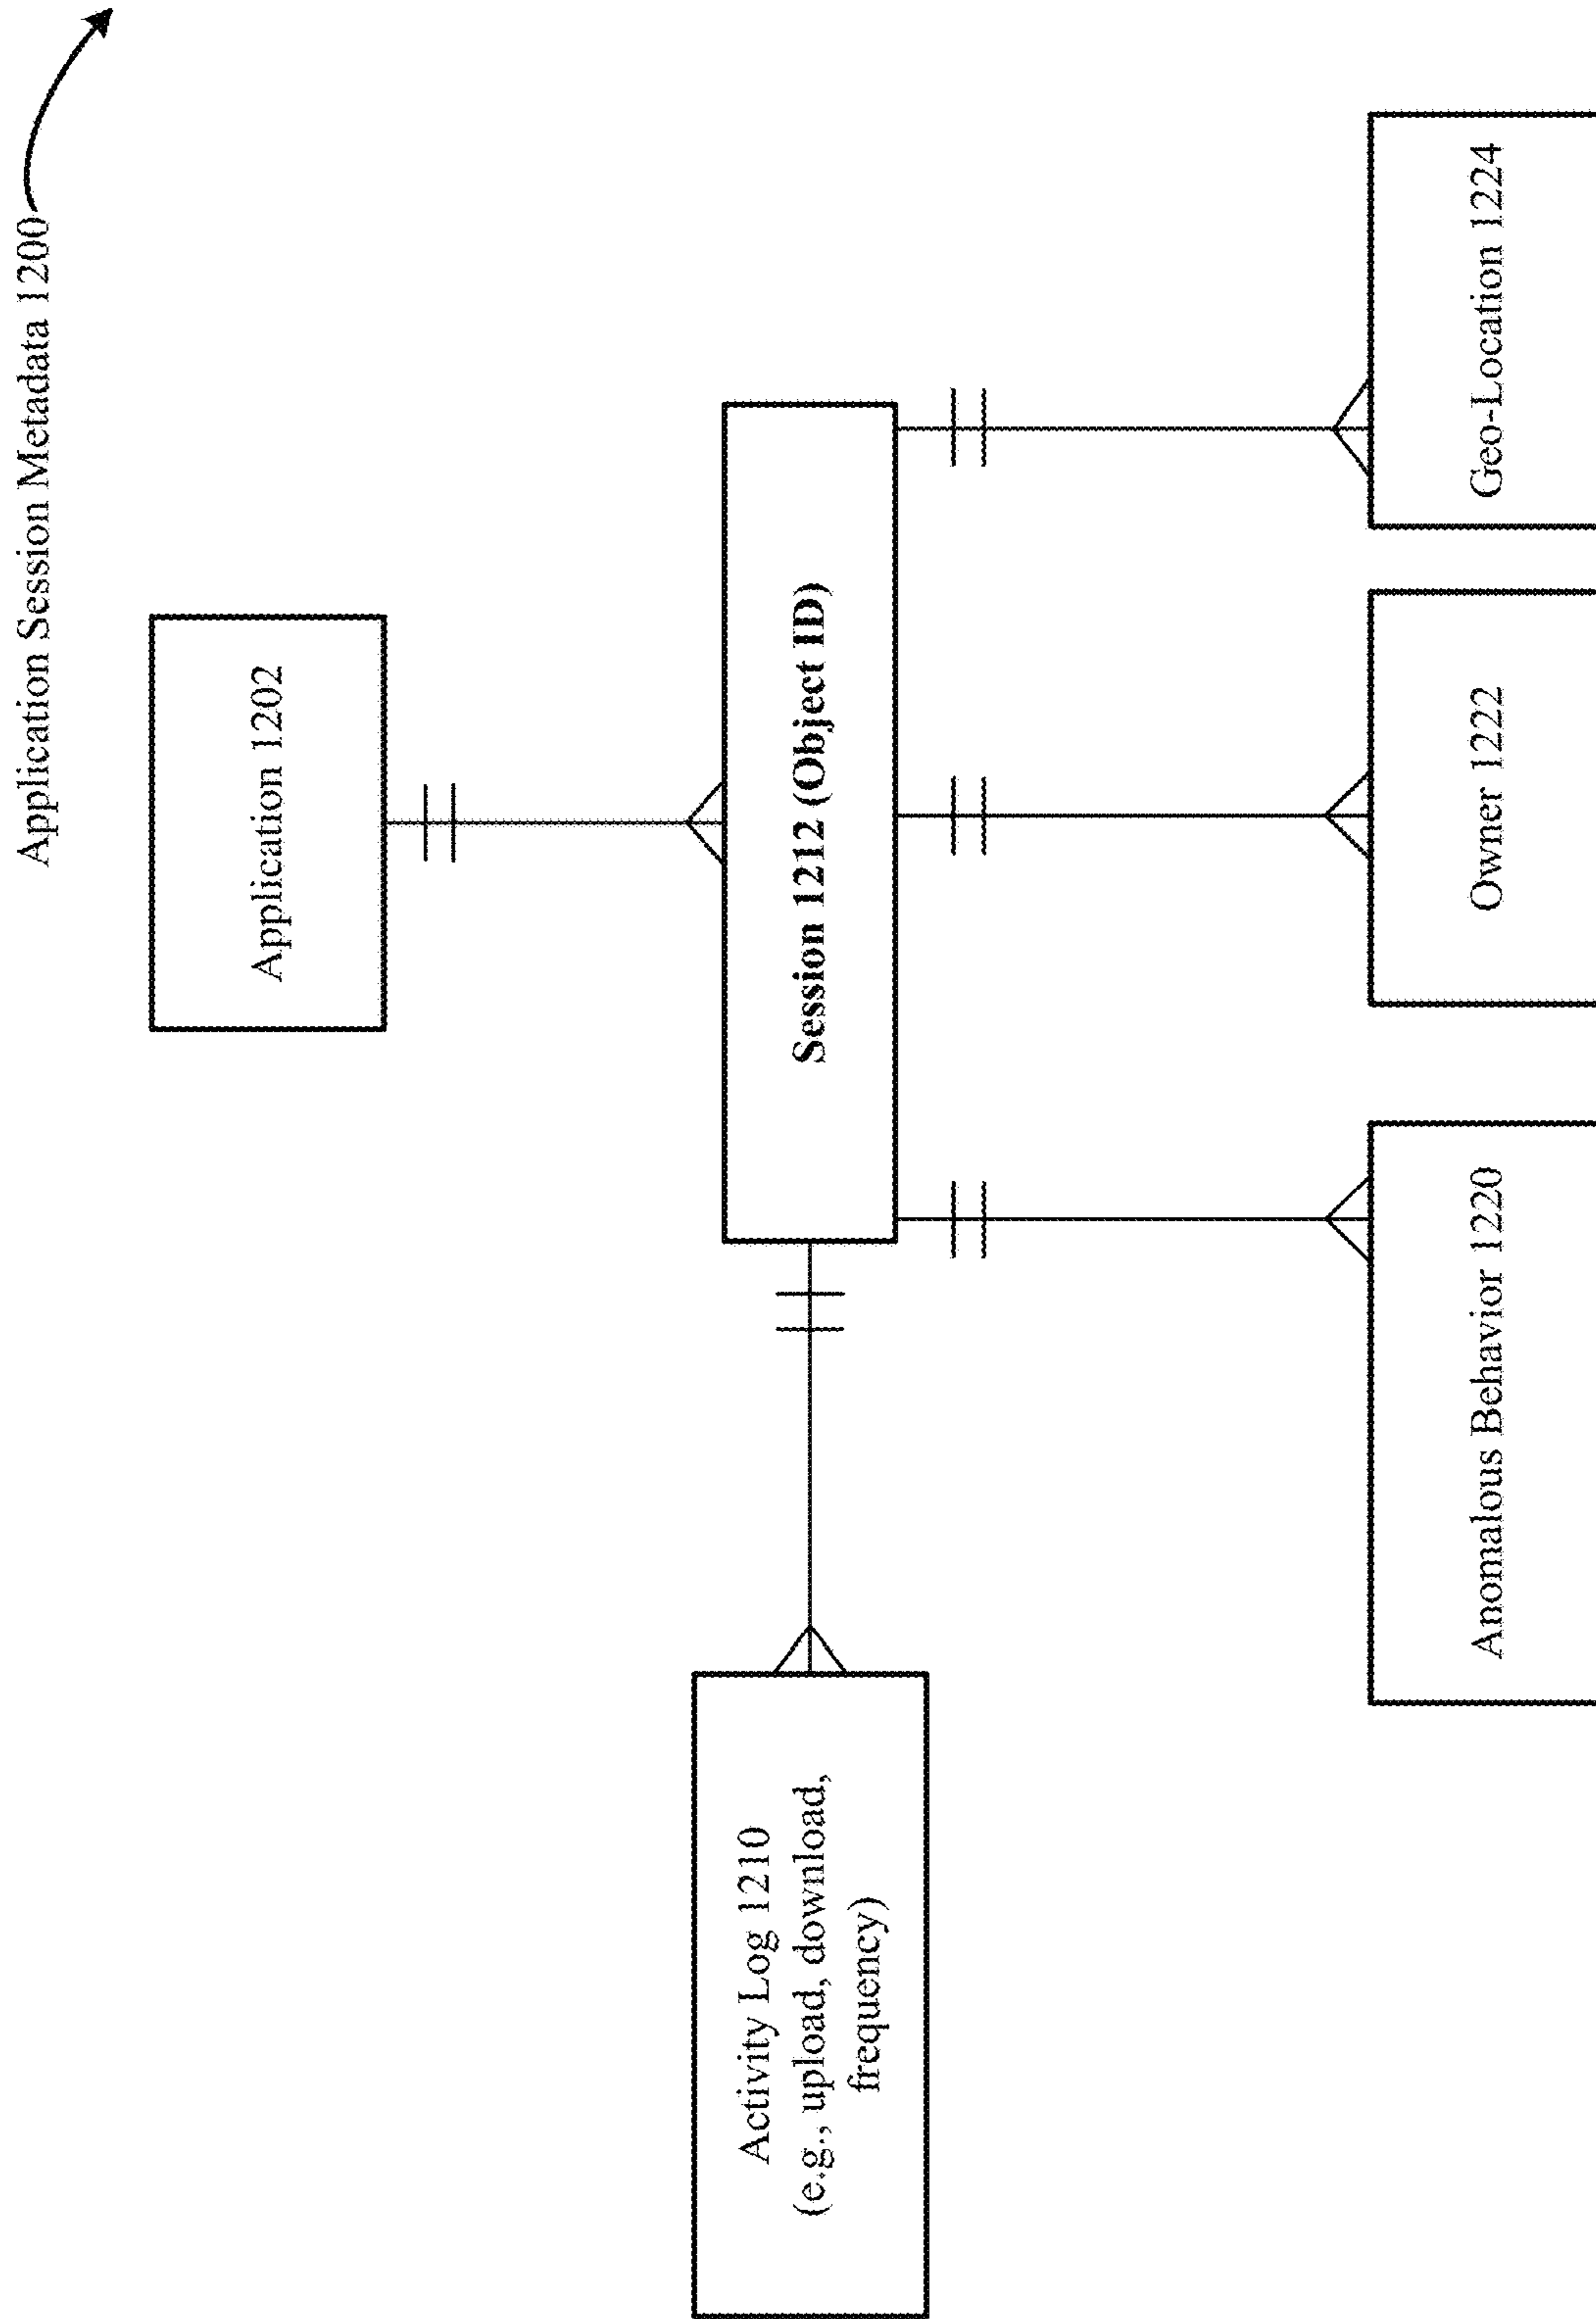 Application Session Metadata 1200
Application 1202
Activity Log 1210
(e.g., upload, download,
frequency)
Session 1212 (Object ID)
Anomalous Behavior 1220
Owner 1222
Geo-Location 1224